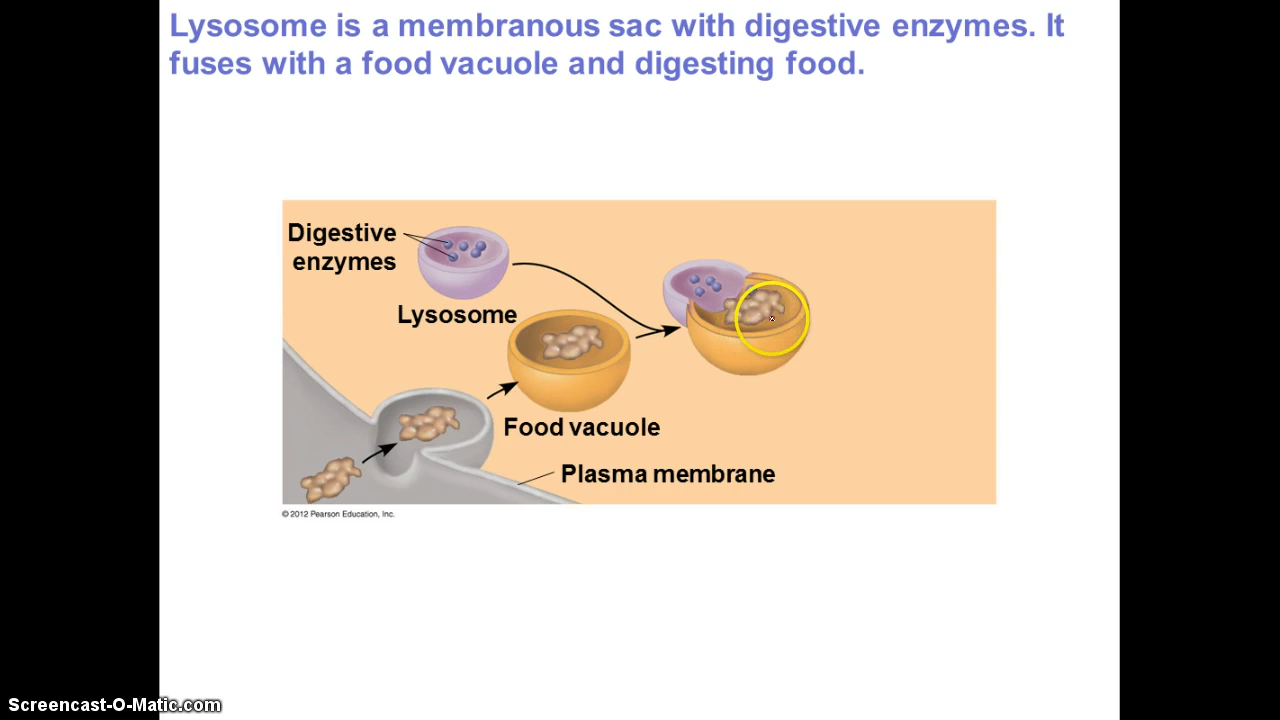 Lysosome is a membranous sac with digestive enzymes. It
fuses with a food vacuole and digesting food.
Digestive
enzymes
Lysosome
Food vacuole
Plasma membrane
© 2012 Pearson Education, Inc.
Screencast-O-Matic.com